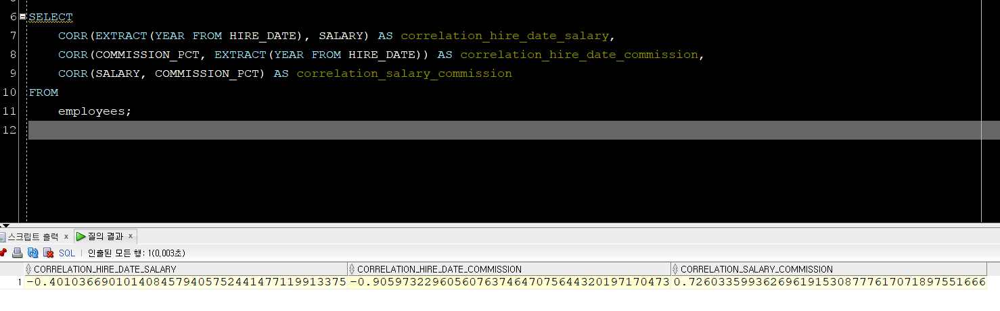 6 SELECT
7 CORR(EXTRACT(YEAR FROM HIRE_DATE), SALARY) AS correlation_hire_date_salary,
8 CORR(COMMISSION_PCT, EXTRACT(YEAR FROM HIRE_DATE)) AS correlation_hire_date_commission,
9 CORR(SALARY, COMMISSION_PCT) AS correlation_salary_commission
10 FROM
11 employees;
12
스크립트 출력 x 질의 결과 x
SQL | 인출된 모든 행: 1(0,003초)
CORRELATION_HIRE_DATE_SALARY CORRELATION_HIRE_DATE_COMMISSION CORRELATION_SALARY_COMMISSION
1 -0.4010366901014084579405752441477119913375 -0.905973229605607637464707564432019717O473 0.7260335993626961915308777617071897551666